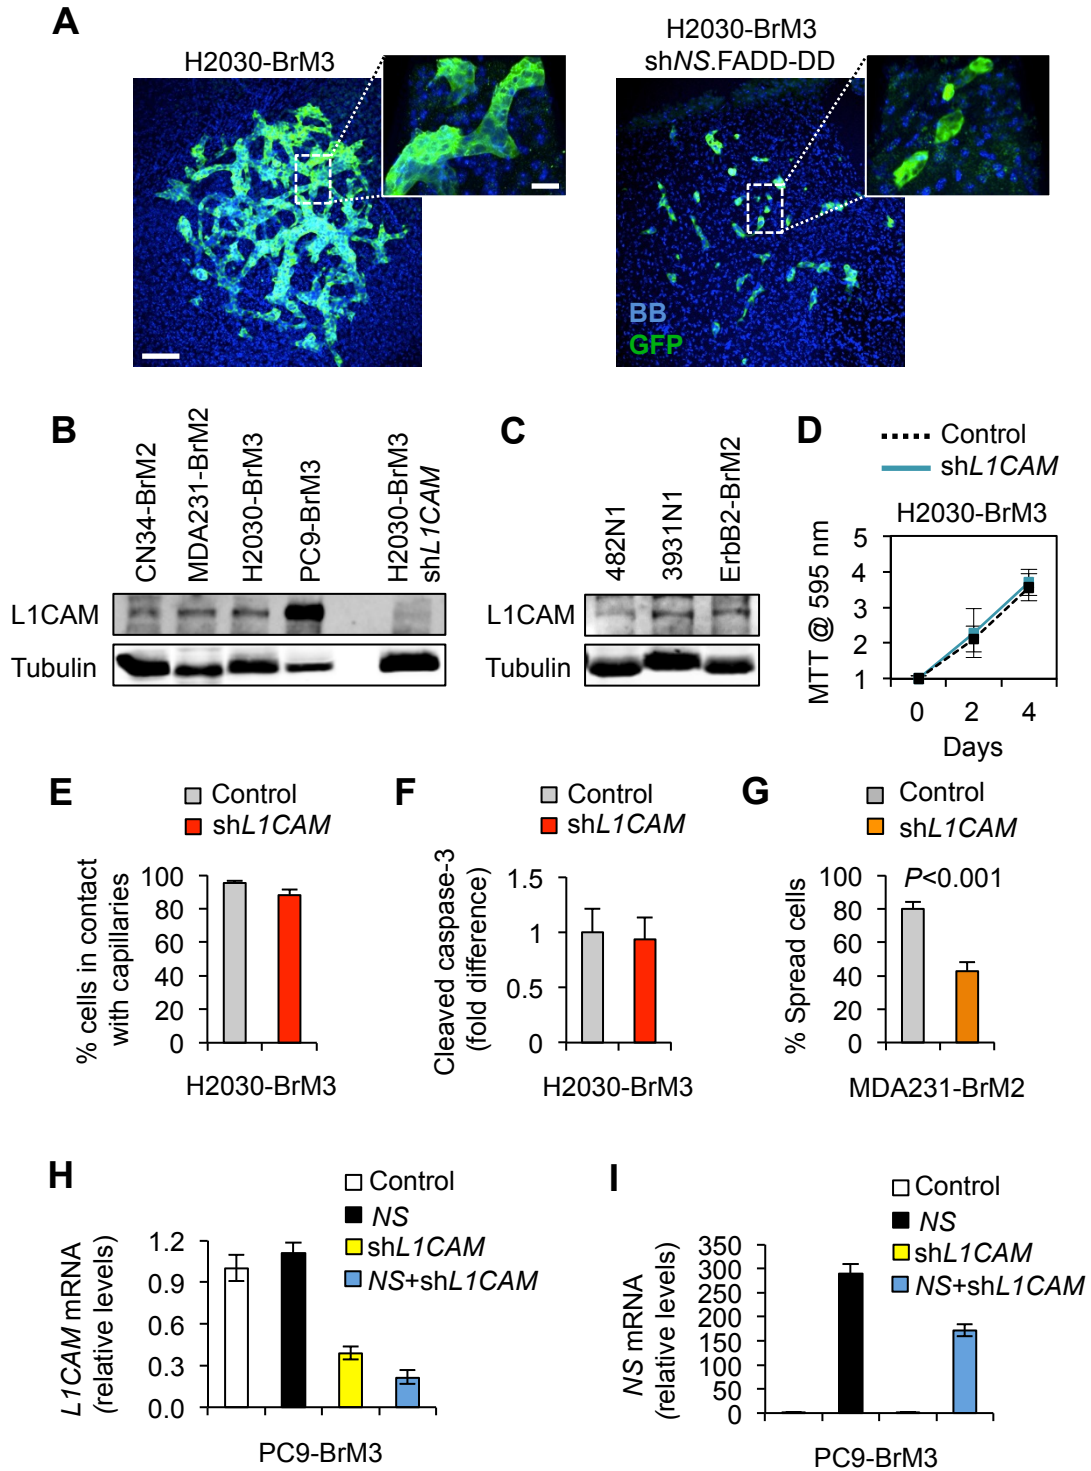 A
H2030-BrM3
H2030-BrM3
shNS.FADD-DD
BB
GFP
B
CN34-BrM2
MDA231-BrM2
H2030-BrM3
PC9-BrM3
H2030-BrM3
shL1CAM
L1CAM
Tubulin
C
482N1
3931N1
ErbB2-BrM2
L1CAM
Tubulin
D
Control
shL1CAM
H2030-BrM3
MTT @ 595 nm
5
4
3
2
1
0 2 4
Days
E
Control
shL1CAM
% cells in contact
with capillaries
100
80
60
40
20
0
H2030-BrM3
F
Control
shL1CAM
Cleaved caspase-3
(fold difference)
1.5
1
0.5
0
H2030-BrM3
G
Control
shL1CAM
P<0.001
% Spread cells
100
80
60
40
20
0
MDA231-BrM2
H
Control
NS
shL1CAM
NS+shL1CAM
L1CAM mRNA
(relative levels)
1.2
0.9
0.6
0.3
0.0
PC9-BrM3
I
Control
NS
shL1CAM
NS+shL1CAM
NS mRNA
(relative levels)
350
300
250
200
150
100
50
0
PC9-BrM3